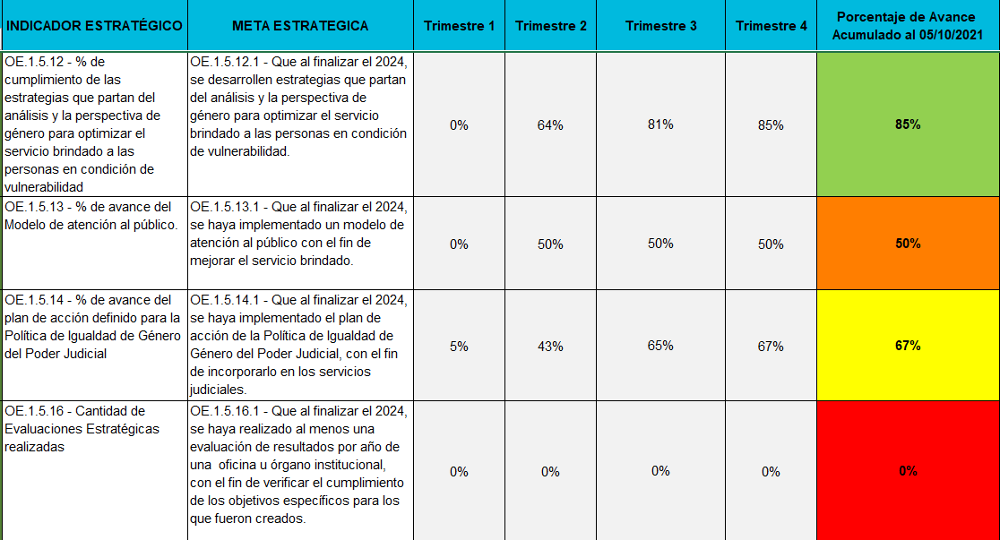 INDICADOR ESTRATÉGICO
META ESTRATEGICA
Trimestre 1
Trimestre 2
Trimestre 3
Trimestre 4
Porcentaje de Avance
Acumulado al 05/10/2021
OE.1.5.12 - % de
cumplimiento de las
estrategias que partan del
análisis y la perspectiva de
género para optimizar el
servicio brindado a las
personas en condición de
vulnerabilidad
OE.1.5.12.1 - Que al finalizar el 2024,
se desarrollen estrategias que partan
del análisis y la perspectiva de
género para optimizar el servicio
brindado a las personas en condición
de vulnerabilidad.
0%
64%
81%
85%
85%
OE.1.5.13 - % de avance del
Modelo de atención al público.
OE.1.5.13.1 - Que al finalizar el 2024,
se haya implementado un modelo de
atención al público con el fin de
mejorar el servicio brindado.
0%
50%
50%
50%
50%
OE.1.5.14 - % de avance del
plan de acción definido para la
Política de Igualdad de Género
del Poder Judicial
OE.1.5.14.1 - Que al finalizar el 2024,
se haya implementado el plan de
acción de la Política de Igualdad de
Género del Poder Judicial, con el fin
de incorporarlo en los servicios
judiciales.
5%
43%
65%
67%
67%
OE.1.5.16 - Cantidad de
Evaluaciones Estratégicas
realizadas
OE.1.5.16.1 - Que al finalizar el 2024,
se haya realizado al menos una
evaluación de resultados por año de
una  oficina u órgano institucional,
con el fin de verificar el cumplimiento
de los objetivos específicos para los
que fueron creados.
0%
0%
0%
0%
0%